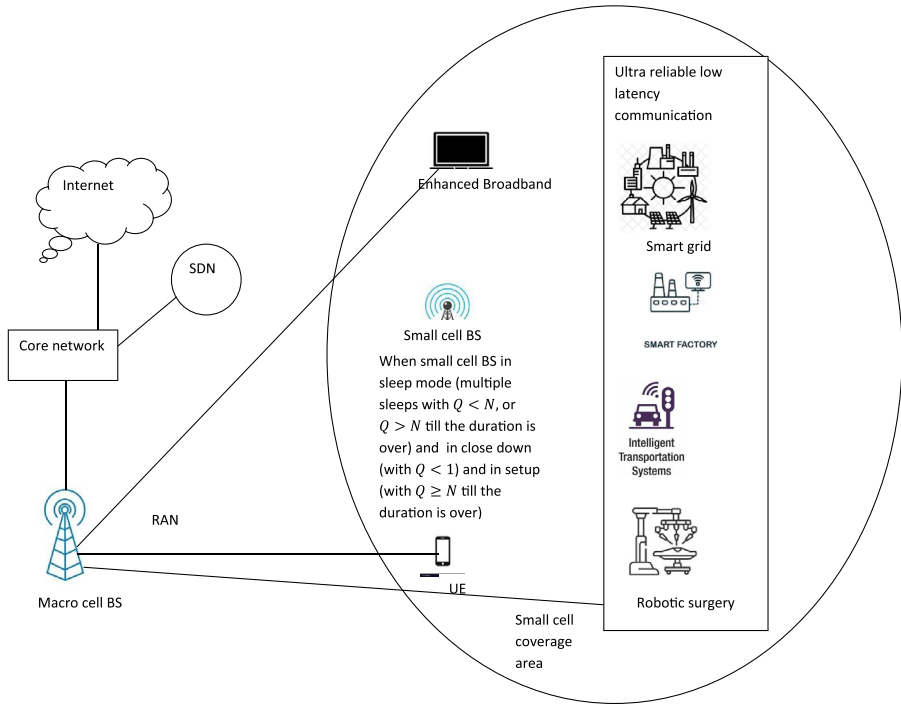 Internet
SDN
Core network
RAN
Macro cell BS
Enhanced Broadband
Small cell BS
When small cell BS in
sleep mode (multiple
sleeps with Q < N, or
Q > N till the duration is
over) and in close down
(with Q < 1) and in setup
(with Q ≥ N till the
duration is over)
UE
Small cell
coverage
area
Ultra reliable low
latency
communication
Smart grid
SMART FACTORY
Intelligent
Transportation
Systems
Robotic surgery